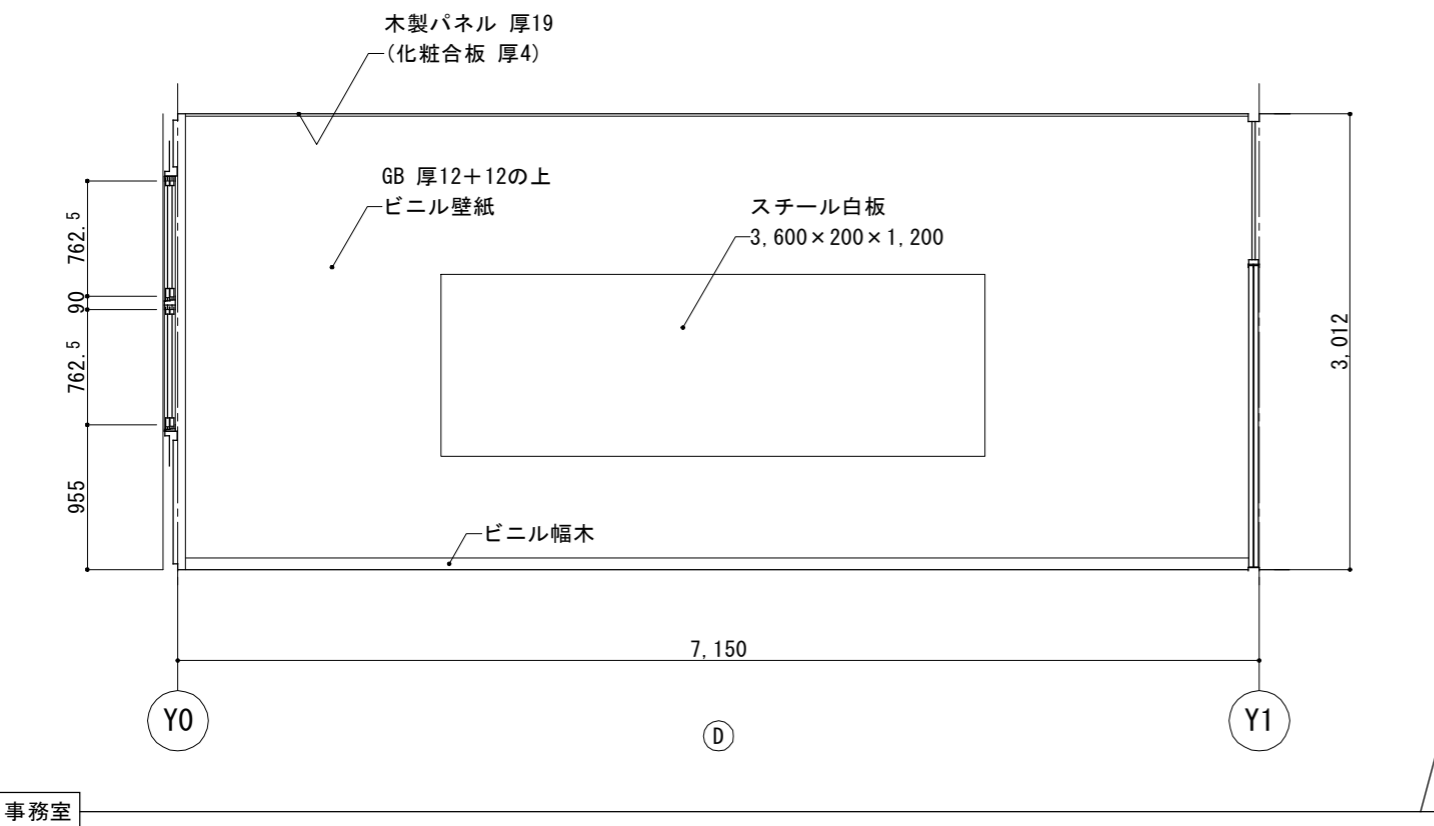 木製パネル 厚19
(化粧合板 厚4)
GB 厚12+12の上
ビニル壁紙
スチール白板
3,600×200×1,200
762.5
90
762.5
955
3,012
ビニル幅木
7,150
Y0
D
Y1
事務室